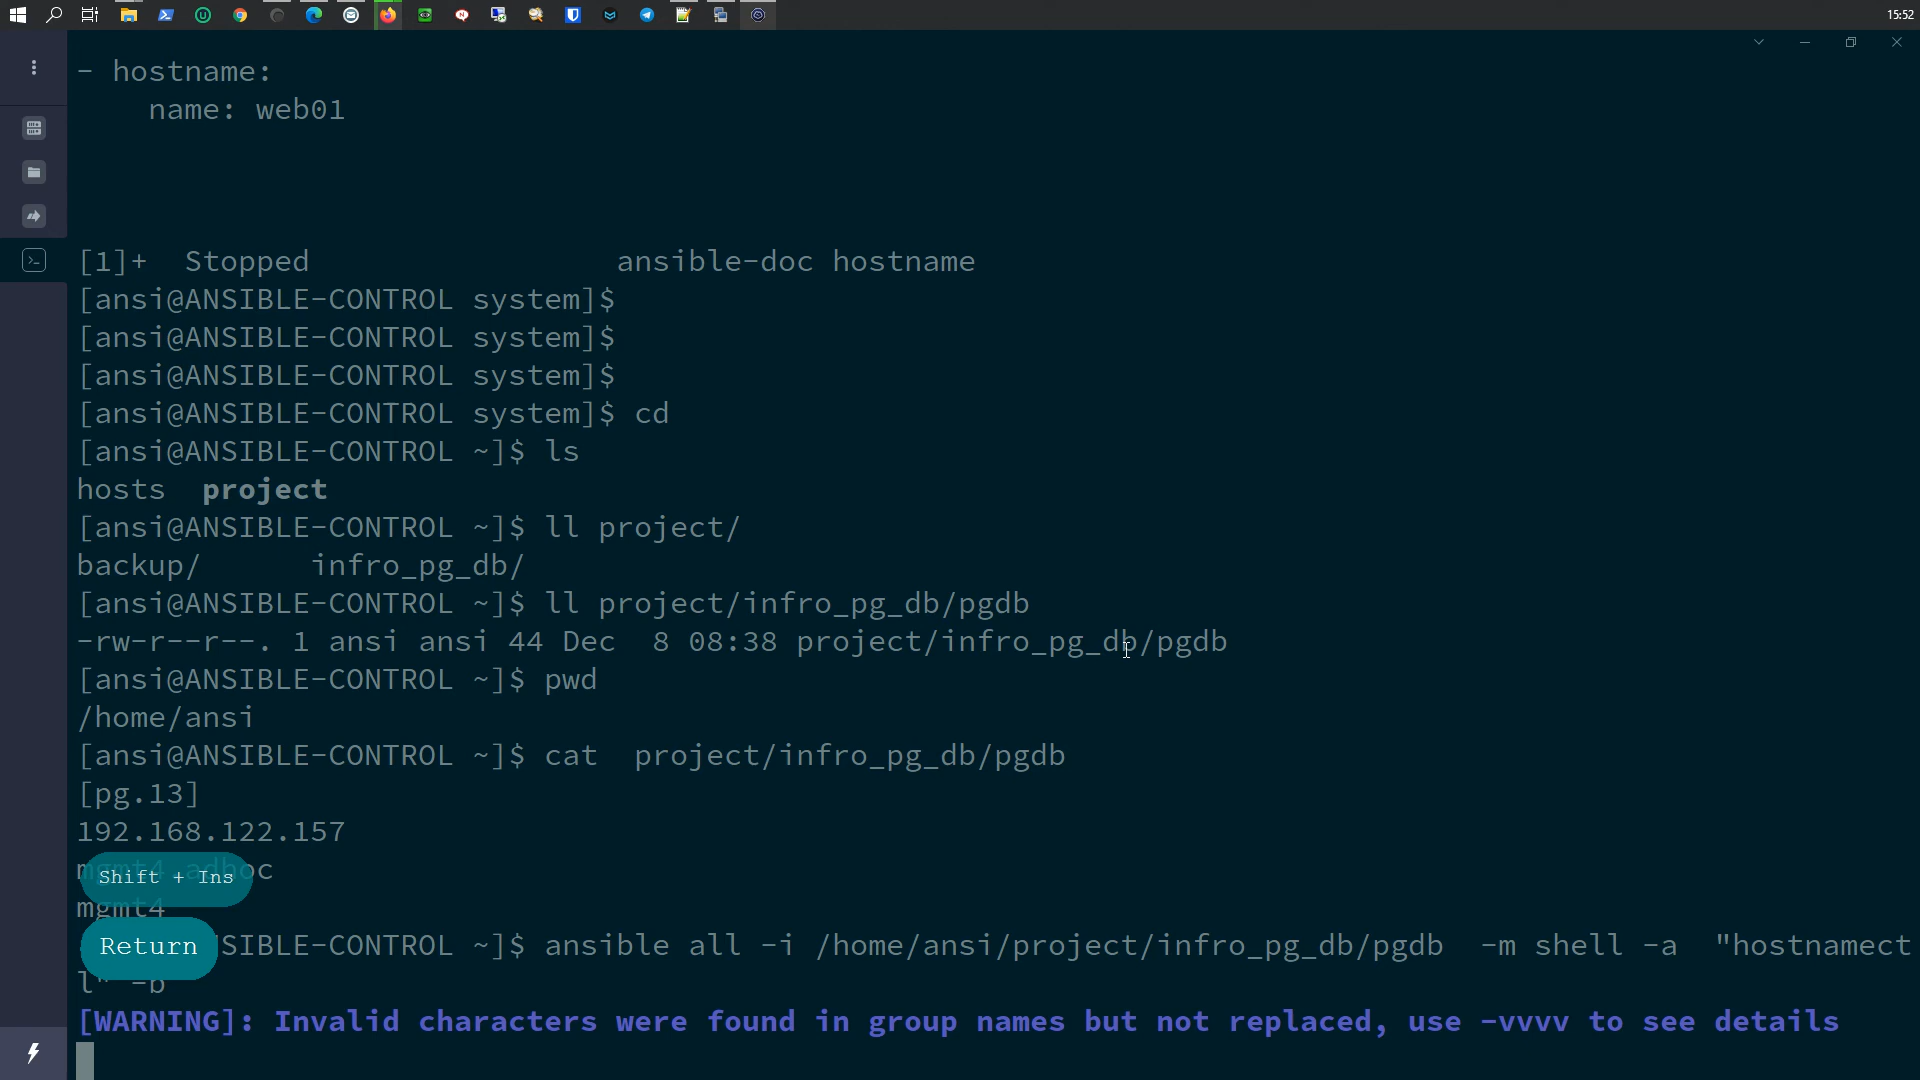 15:52
- hostname:
name: web01
[1]+  Stopped                 ansible-doc hostname
[ansi@ANSIBLE-CONTROL system]$
[ansi@ANSIBLE-CONTROL system]$
[ansi@ANSIBLE-CONTROL system]$
[ansi@ANSIBLE-CONTROL system]$ cd
[ansi@ANSIBLE-CONTROL ~]$ ls
hosts  project
[ansi@ANSIBLE-CONTROL ~]$ ll project/
backup/      infro_pg_db/
[ansi@ANSIBLE-CONTROL ~]$ ll project/infro_pg_db/pgdb
-rw-r--r--. 1 ansi ansi 44 Dec  8 08:38 project/infro_pg_db/pgdb
[ansi@ANSIBLE-CONTROL ~]$ pwd
/home/ansi
[ansi@ANSIBLE-CONTROL ~]$ cat  project/infro_pg_db/pgdb
[pg.13]
192.168.122.157
mgmt4 adhoc
Shift + Ins
mgmt4
Return
SIBLE-CONTROL ~]$ ansible all -i /home/ansi/project/infro_pg_db/pgdb  -m shell -a  "hostnamect
l" -b
[WARNING]: Invalid characters were found in group names but not replaced, use -vvvv to see details